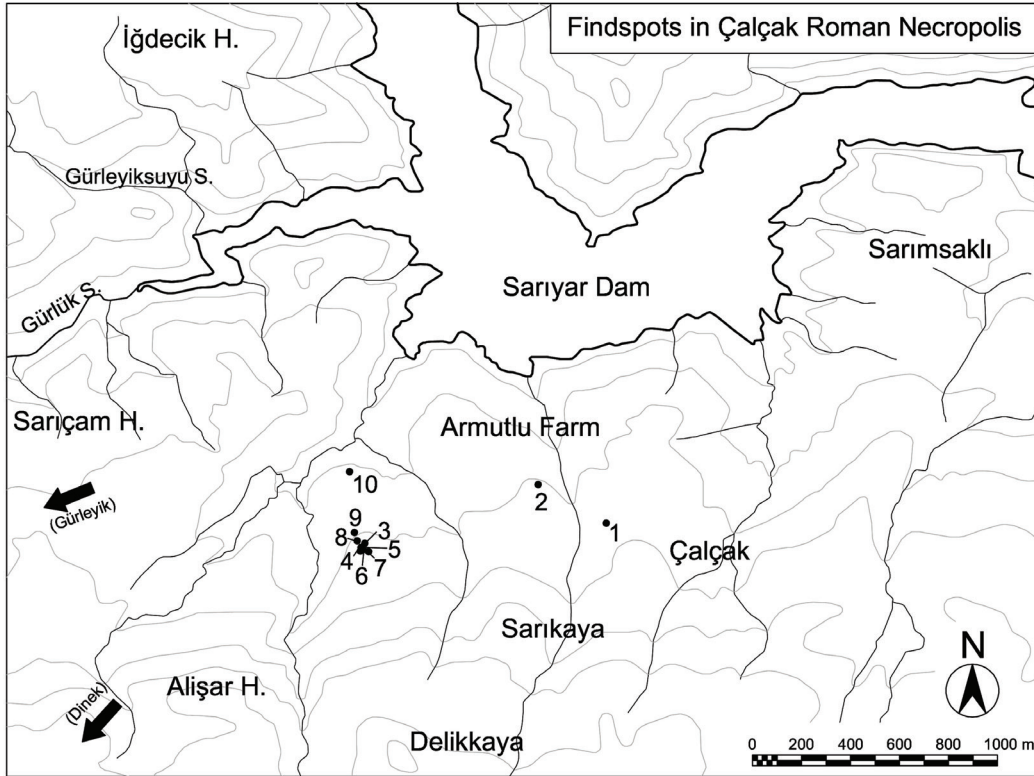 Findspots in Çalçak Roman Necropolis
İğdecik H.
Gürleyiksuyu S.
Sarımsaklı
Sarıyar Dam
Gürlük S.
Sarıçam H.
Armutlu Farm
10
2
(Gürleyik)
1
9
3
8
5
Çalçak
4
7
6
Sarıkaya
N
Alişar H.
(Dinek)
Delikkaya
0 200 400 600 800 1000 m